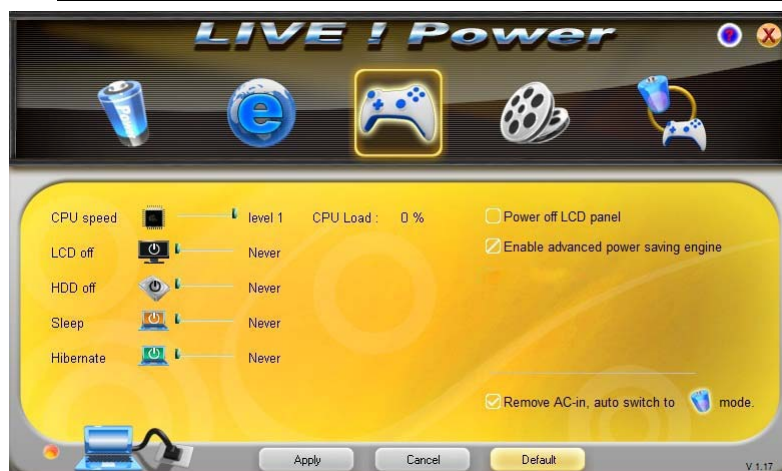 LIVE ! Power
CPU speed level 1 CPU Load : 0 % Power off LCD panel
LCD off Never Enable advanced power saving engine
HDD off Never
Sleep Never
Hibernate Never
Remove AC-in, auto switch to mode.
Apply Cancel Default
V 1.17